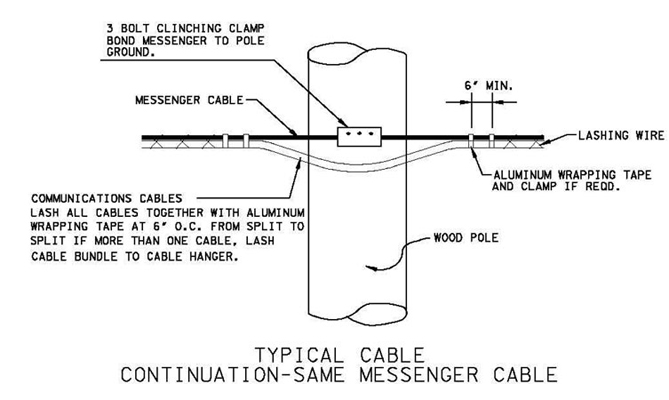 3 BOLT CLINCHING CLAMP
BOND MESSENGER TO POLE
GROUND.
6" MIN.
MESSENGER CABLE
LASHING WIRE
ALUMINUM WRAPPING TAPE
AND CLAMP IF REQD.
COMMUNICATIONS CABLES
LASH ALL CABLES TOGETHER WITH ALUMINUM
WRAPPING TAPE AT 6" O.C. FROM SPLIT TO
SPLIT IF MORE THAN ONE CABLE, LASH
CABLE BUNDLE TO CABLE HANGER.
WOOD POLE
TYPICAL CABLE
CONTINUATION-SAME MESSENGER CABLE